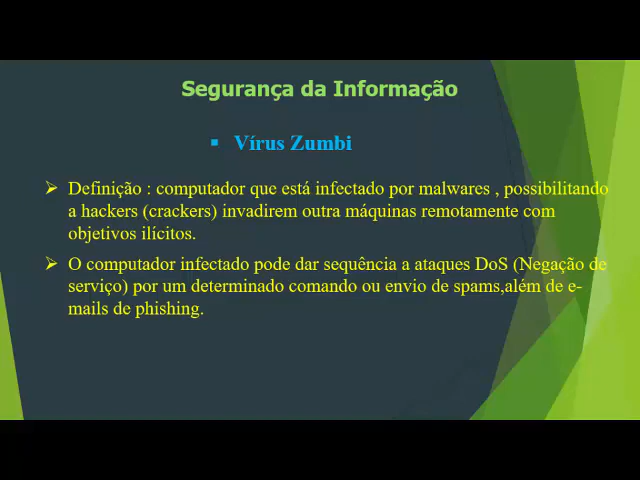 Segurança da Informação
▪ Vírus Zumbi
➢ Definição : computador que está infectado por malwares , possibilitando
a hackers (crackers) invadirem outra máquinas remotamente com
objetivos ilícitos.
➢ O computador infectado pode dar sequência a ataques DoS (Negação de
serviço) por um determinado comando ou envio de spams,além de e-
mails de phishing.